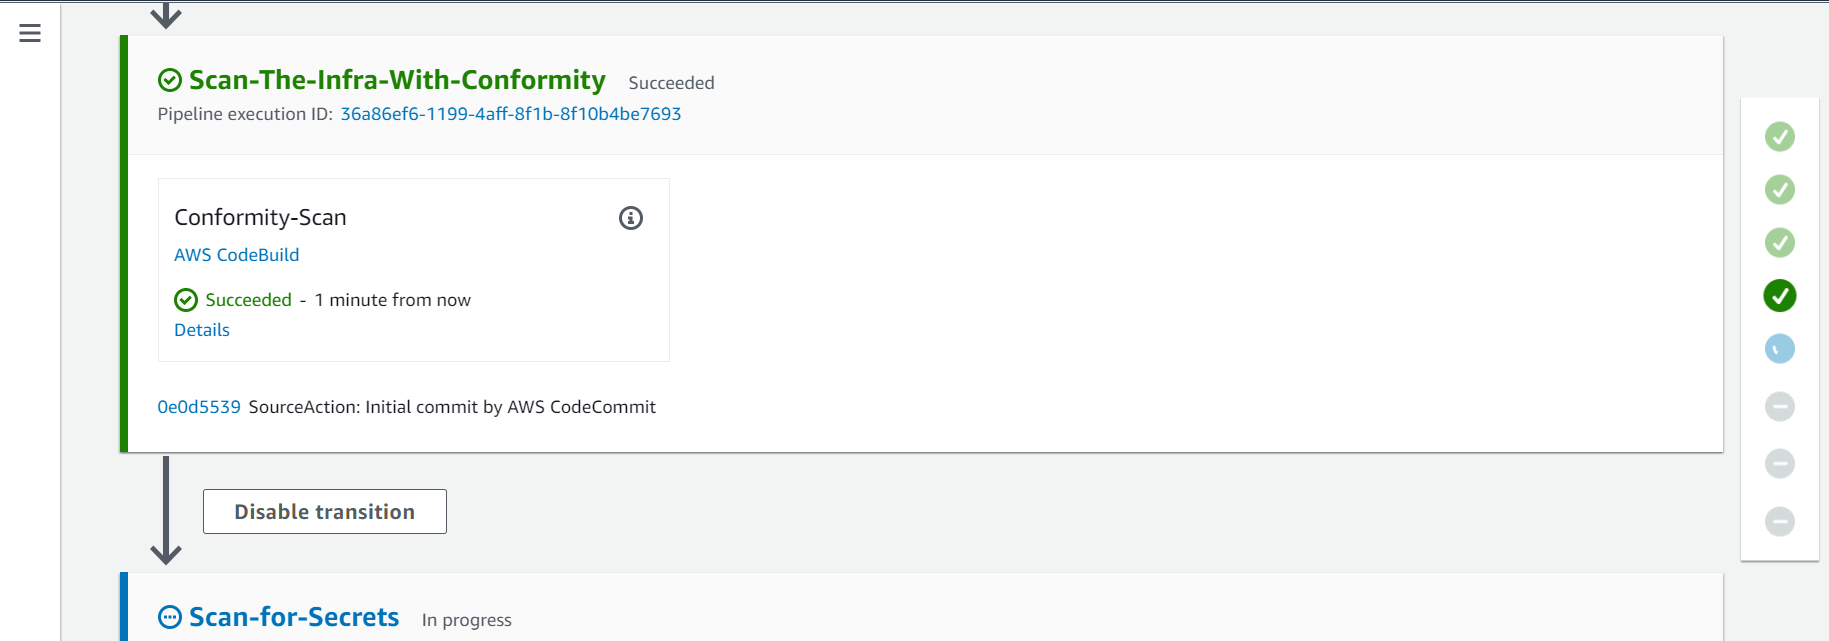 Scan-The-Infra-With-Conformity Succeeded
Pipeline execution ID: 36a86ef6-1199-4aff-8f1b-8f10b4be7693
Conformity-Scan
AWS CodeBuild
Succeeded - 1 minute from now
Details
0e0d5539 SourceAction: Initial commit by AWS CodeCommit
Disable transition
Scan-for-Secrets In progress